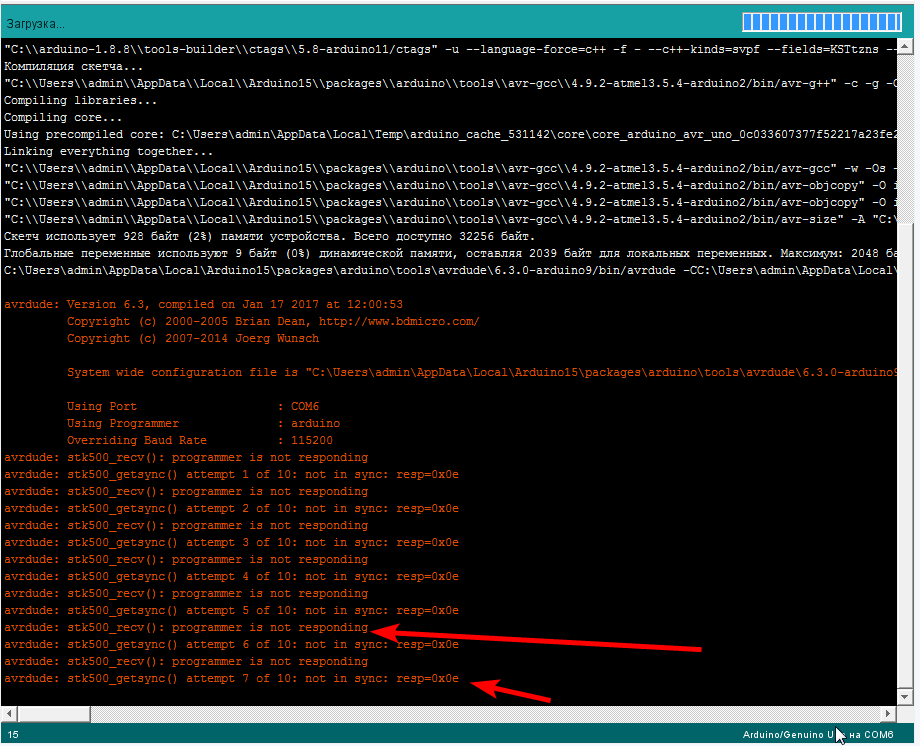 Загрузка...
"C:\\arduino-1.8.8\\tools-builder\\ctags\\5.8-arduino11/ctags" -u --language-force=c++ -f - --c++-kinds=svpf --fields=KSTtzns --
Компиляция скетча...
"C:\\Users\\admin\\AppData\\Local\\Arduino15\\packages\\arduino\\tools\\avr-gcc\\4.9.2-atmel3.5.4-arduino2/bin/avr-g++" -c -g -O
Compiling libraries...
Compiling core...
Using precompiled core: C:\Users\admin\AppData\Local\Temp\arduino_cache_531142\core\core_arduino_avr_uno_0c033607377f52217a23fe2
Linking everything together...
"C:\\Users\\admin\\AppData\\Local\\Arduino15\\packages\\arduino\\tools\\avr-gcc\\4.9.2-atmel3.5.4-arduino2/bin/avr-gcc" -w -Os -
"C:\\Users\\admin\\AppData\\Local\\Arduino15\\packages\\arduino\\tools\\avr-gcc\\4.9.2-atmel3.5.4-arduino2/bin/avr-objcopy" -O i
"C:\\Users\\admin\\AppData\\Local\\Arduino15\\packages\\arduino\\tools\\avr-gcc\\4.9.2-atmel3.5.4-arduino2/bin/avr-objcopy" -O i
"C:\\Users\\admin\\AppData\\Local\\Arduino15\\packages\\arduino\\tools\\avr-gcc\\4.9.2-atmel3.5.4-arduino2/bin/avr-size" -A "C:\
Скетч использует 928 байт (2%) памяти устройства. Всего доступно 32256 байт.
Глобальные переменные используют 9 байт (0%) динамической памяти, оставляя 2039 байт для локальных переменных. Максимум: 2048 ба
C:\Users\admin\AppData\Local\Arduino15\packages\arduino\tools\avrdude\6.3.0-arduino9/bin/avrdude -CC:\Users\admin\AppData\Local\
avrdude: Version 6.3, compiled on Jan 17 2017 at 12:00:53
Copyright (c) 2000-2005 Brian Dean, http://www.bdmicro.com/
Copyright (c) 2007-2014 Joerg Wunsch
System wide configuration file is "C:\Users\admin\AppData\Local\Arduino15\packages\arduino\tools\avrdude\6.3.0-arduino9
Using Port : COM6
Using Programmer : arduino
Overriding Baud Rate : 115200
avrdude: stk500_recv(): programmer is not responding
avrdude: stk500_getsync() attempt 1 of 10: not in sync: resp=0x0e
avrdude: stk500_recv(): programmer is not responding
avrdude: stk500_getsync() attempt 2 of 10: not in sync: resp=0x0e
avrdude: stk500_recv(): programmer is not responding
avrdude: stk500_getsync() attempt 3 of 10: not in sync: resp=0x0e
avrdude: stk500_recv(): programmer is not responding
avrdude: stk500_getsync() attempt 4 of 10: not in sync: resp=0x0e
avrdude: stk500_recv(): programmer is not responding
avrdude: stk500_getsync() attempt 5 of 10: not in sync: resp=0x0e
avrdude: stk500_recv(): programmer is not responding
avrdude: stk500_getsync() attempt 6 of 10: not in sync: resp=0x0e
avrdude: stk500_recv(): programmer is not responding
avrdude: stk500_getsync() attempt 7 of 10: not in sync: resp=0x0e
15
Arduino/Genuino на COM6